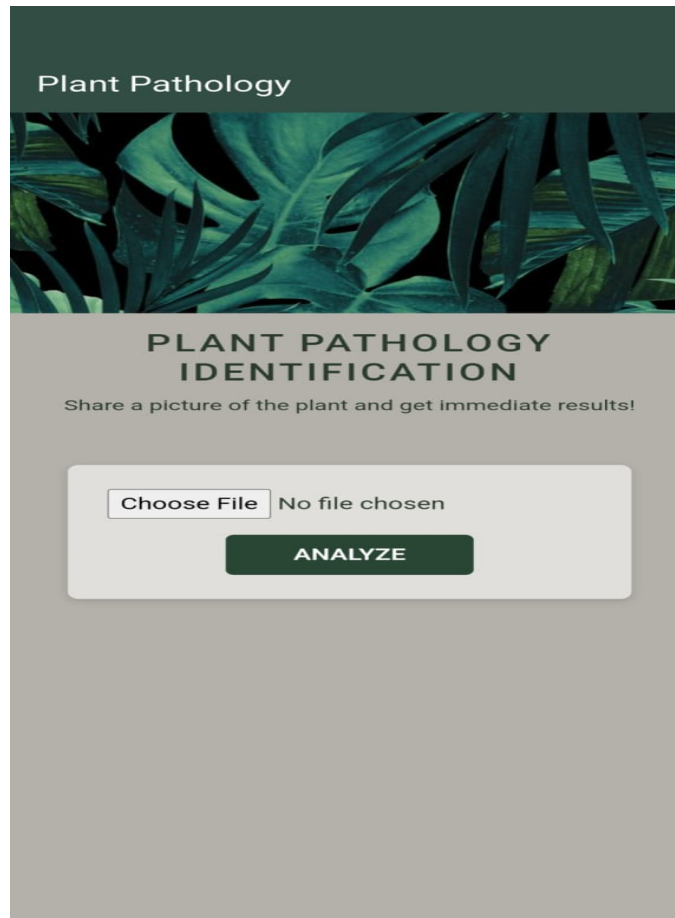 Plant Pathology
PLANT PATHOLOGY
IDENTIFICATION
Share a picture of the plant and get immediate results!
Choose File No file chosen
ANALYZE